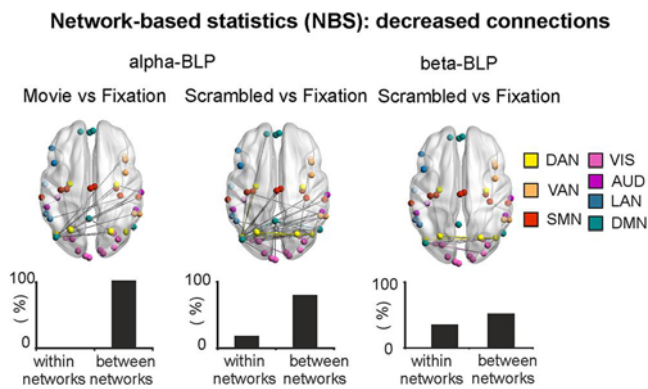 Network-based statistics (NBS): decreased connections
alpha-BLP
beta-BLP
Movie vs Fixation
Scrambled vs Fixation
Scrambled vs Fixation
DAN
VAN
SMN
VIS
AUD
LAN
DMN
100
(%)
0
within networks
between networks
100
(%)
0
within networks
between networks
100
(%)
0
within networks
between networks